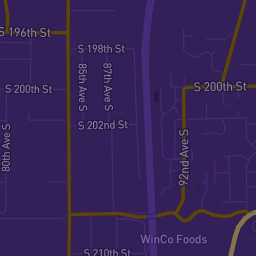 S 196th St
S 198th St
85th Ave S
87th Ave S
S 200th St
S 200th St
S 202nd St
80th Ave S
92nd Ave S
WinCo Foods
S 210th St